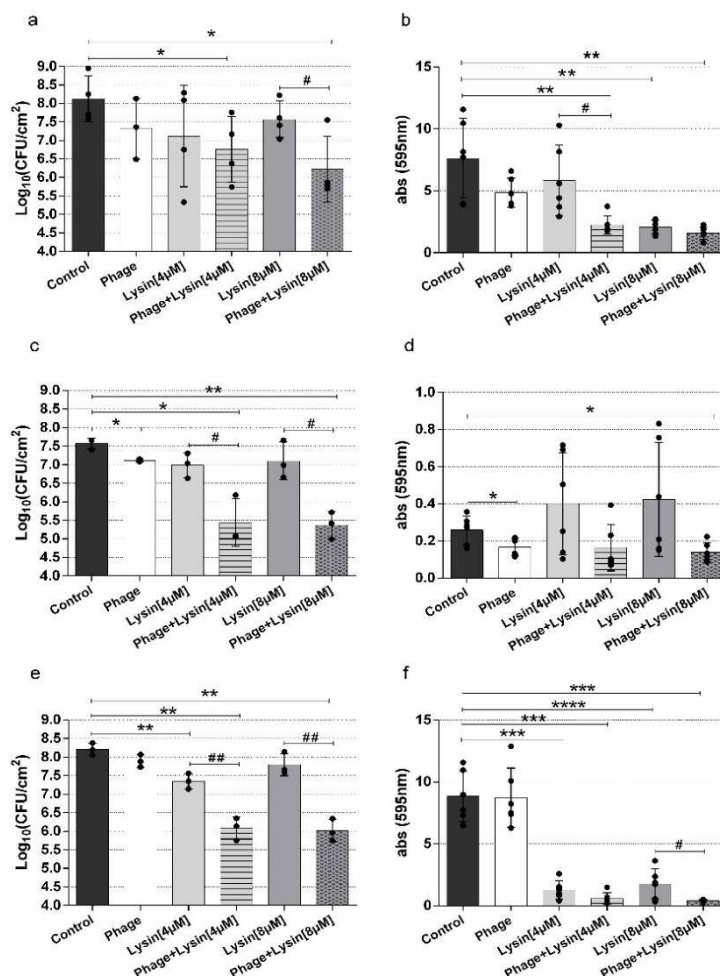 a
b
*
*
#
Log10(CFU/cm2)
9.0
8.5
8.0
7.5
7.0
6.5
6.0
5.5
5.0
4.5
4.0
Control
Phage
Lysin[4µM]
Phage+Lysin[4µM]
Lysin[8µM]
Phage+Lysin[8µM]
**
**
**
#
abs (595nm)
15
10
5
0
Control
Phage
Lysin[4µM]
Phage+Lysin[4µM]
Lysin[8µM]
Phage+Lysin[8µM]
c
d
**
*
*
#
#
Log10(CFU/cm2)
8.0
7.5
7.0
6.5
6.0
5.5
5.0
4.5
4.0
Control
Phage
Lysin[4µM]
Phage+Lysin[4µM]
Lysin[8µM]
Phage+Lysin[8µM]
*
*
abs (595nm)
1.0
0.8
0.6
0.4
0.2
0.0
Control
Phage
Lysin[4µM]
Phage+Lysin[4µM]
Lysin[8µM]
Phage+Lysin[8µM]
e
f
**
**
**
##
##
Log10(CFU/cm2)
8.5
8.0
7.5
7.0
6.5
6.0
5.5
5.0
4.5
4.0
Control
Phage
Lysin[4µM]
Phage+Lysin[4µM]
Lysin[8µM]
Phage+Lysin[8µM]
***
****
***
***
#
abs (595nm)
15
10
5
0
Control
Phage
Lysin[4µM]
Phage+Lysin[4µM]
Lysin[8µM]
Phage+Lysin[8µM]